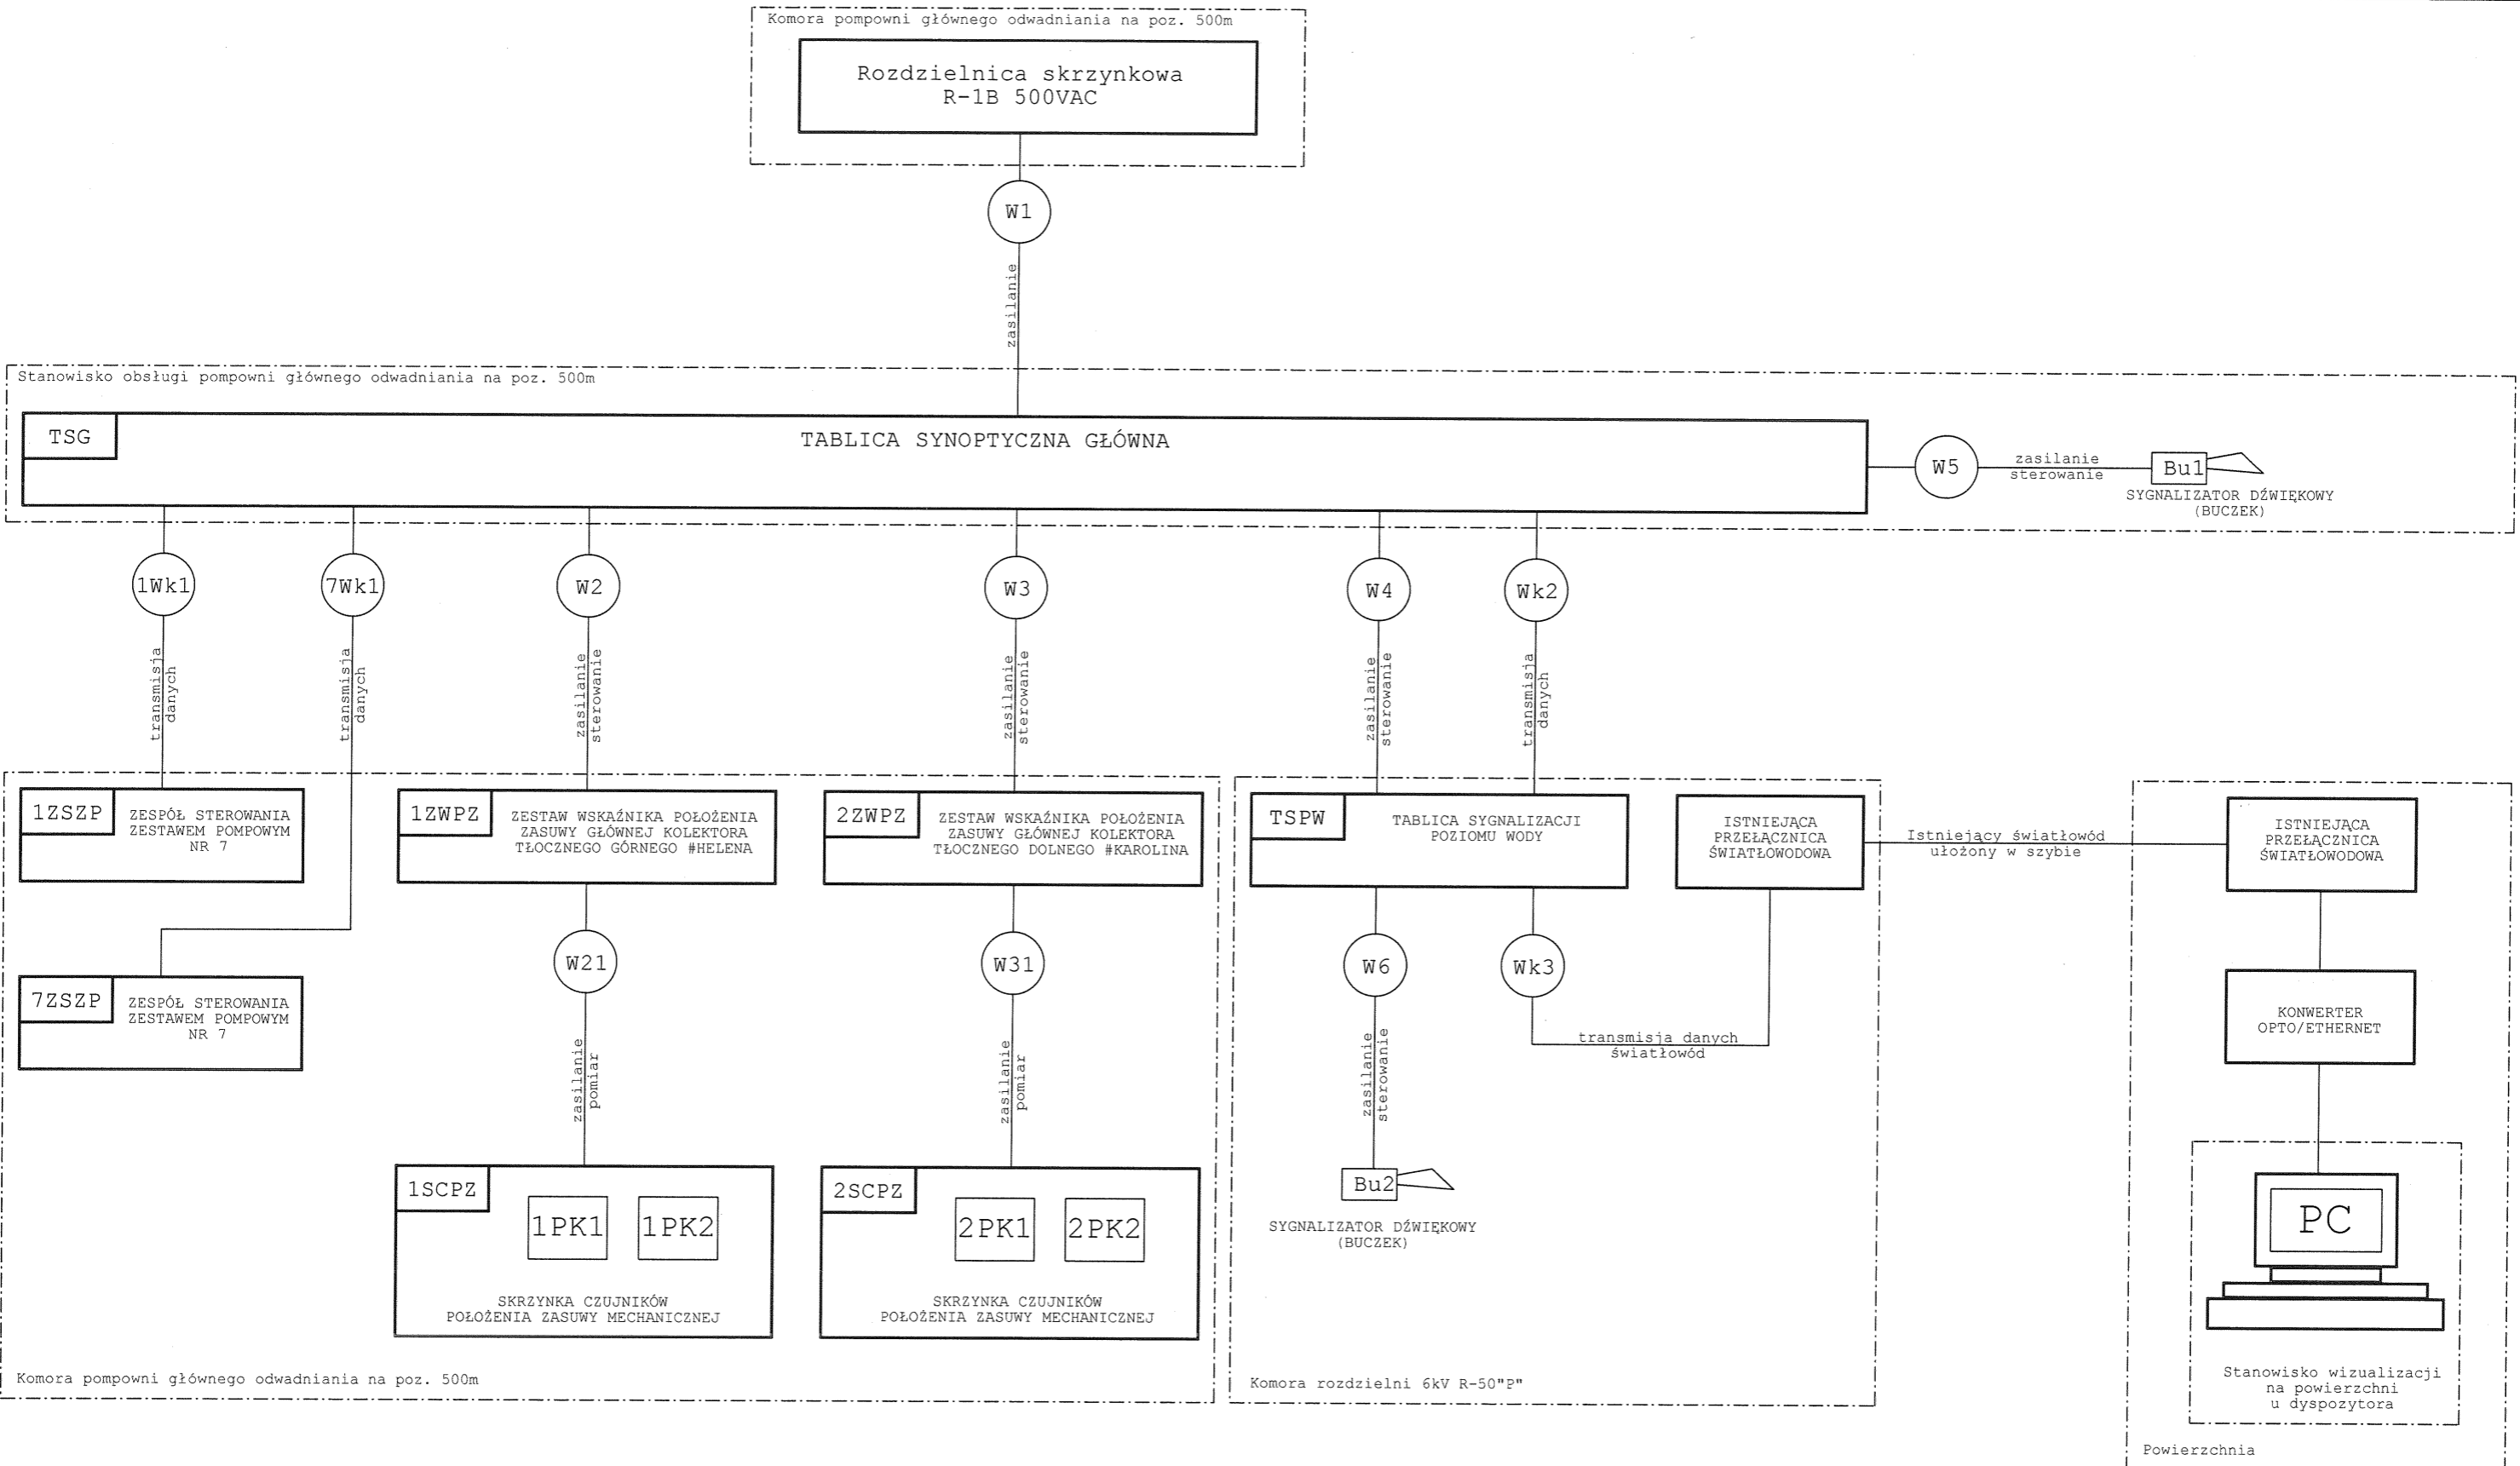 Komora pompowni głównego odwadniania na poz. 500m
Rozdzielnica skrzynkowa
R-1B 500VAC
W1
zasilanie
Stanowisko obsługi pompowni głównego odwadniania na poz. 500m
TSG
TABLICA SYNOPTYCZNA GŁÓWNA
W5
zasilanie
sterowanie
Bu1
SYGNALIZATOR DŹWIĘKOWY
(BUCZEK)
1Wk1
7Wk1
W2
W3
W4
Wk2
transmisja
danych
transmisja
danych
zasilanie
sterowanie
zasilanie
sterowanie
zasilanie
sterowanie
transmisja
danych
1ZSZP
ZESPÓŁ STEROWANIA
ZESTAWEM POMPOWYM
NR 7
1ZWPZ
ZESTAW WSKAŹNIKA POŁOŻENIA
ZASUWY GŁÓWNEJ KOLEKTORA
TŁOCZNEGO GÓRNEGO #HELENA
2ZWPZ
ZESTAW WSKAŹNIKA POŁOŻENIA
ZASUWY GŁÓWNEJ KOLEKTORA
TŁOCZNEGO DOLNEGO #KAROLINA
TSPW
TABLICA SYGNALIZACJI
POZIOMU WODY
ISTNIEJĄCA
PRZEŁĄCZNICA
ŚWIATŁOWODOWA
Istniejący światłowód
ułożony w szybie
ISTNIEJĄCA
PRZEŁĄCZNICA
ŚWIATŁOWODOWA
7ZSZP
ZESPÓŁ STEROWANIA
ZESTAWEM POMPOWYM
NR 7
W21
W31
W6
Wk3
zasilanie
pomiar
zasilanie
pomiar
zasilanie
sterowanie
transmisja danych
światłowód
KONWERTER
OPTO/ETHERNET
1SCPZ
1PK1
1PK2
SKRZYNKA CZUJNIKÓW
POŁOŻENIA ZASUWY MECHANICZNEJ
2SCPZ
2PK1
2PK2
SKRZYNKA CZUJNIKÓW
POŁOŻENIA ZASUWY MECHANICZNEJ
Bu2
SYGNALIZATOR DŹWIĘKOWY
(BUCZEK)
PC
Stanowisko wizualizacji
na powierzchni
u dyspozytora
Komora pompowni głównego odwadniania na poz. 500m
Komora rozdzielni 6kV R-50"P"
Powierzchnia